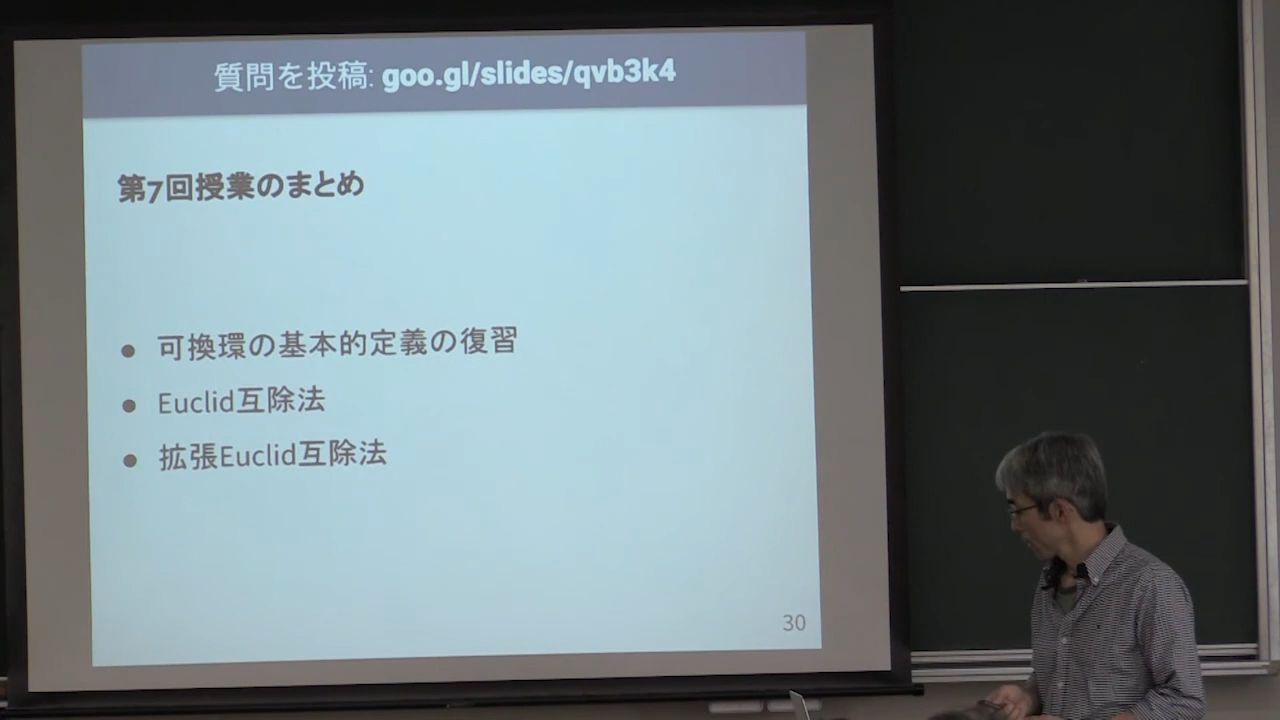 質問を投稿: goo.gl/slides/qvb3k4
第7回授業のまとめ
● 可換環の基本的定義の復習
● Euclid互除法
● 拡張Euclid互除法
30